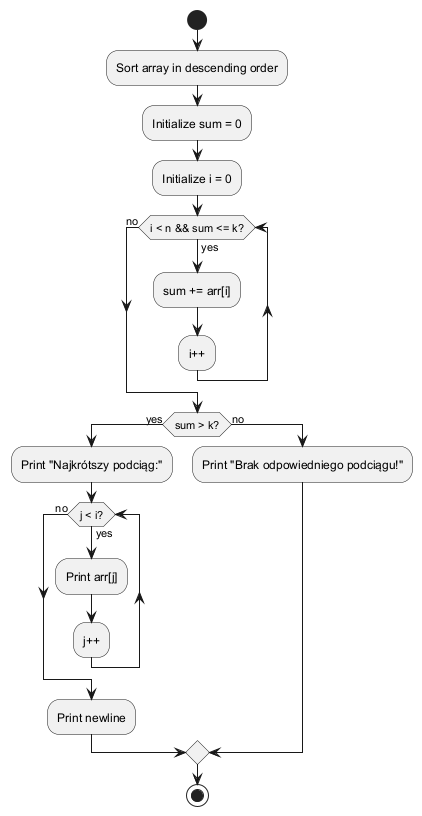 Sort array in descending order
Initialize sum = 0
Initialize i = 0
no
i < n && sum <= k?
yes
sum += arr[i]
i++
yes
sum > k?
no
Print "Najkrótszy podciąg:"
Print "Brak odpowiedniego podciągu!"
no
j < i?
yes
Print arr[j]
j++
Print newline